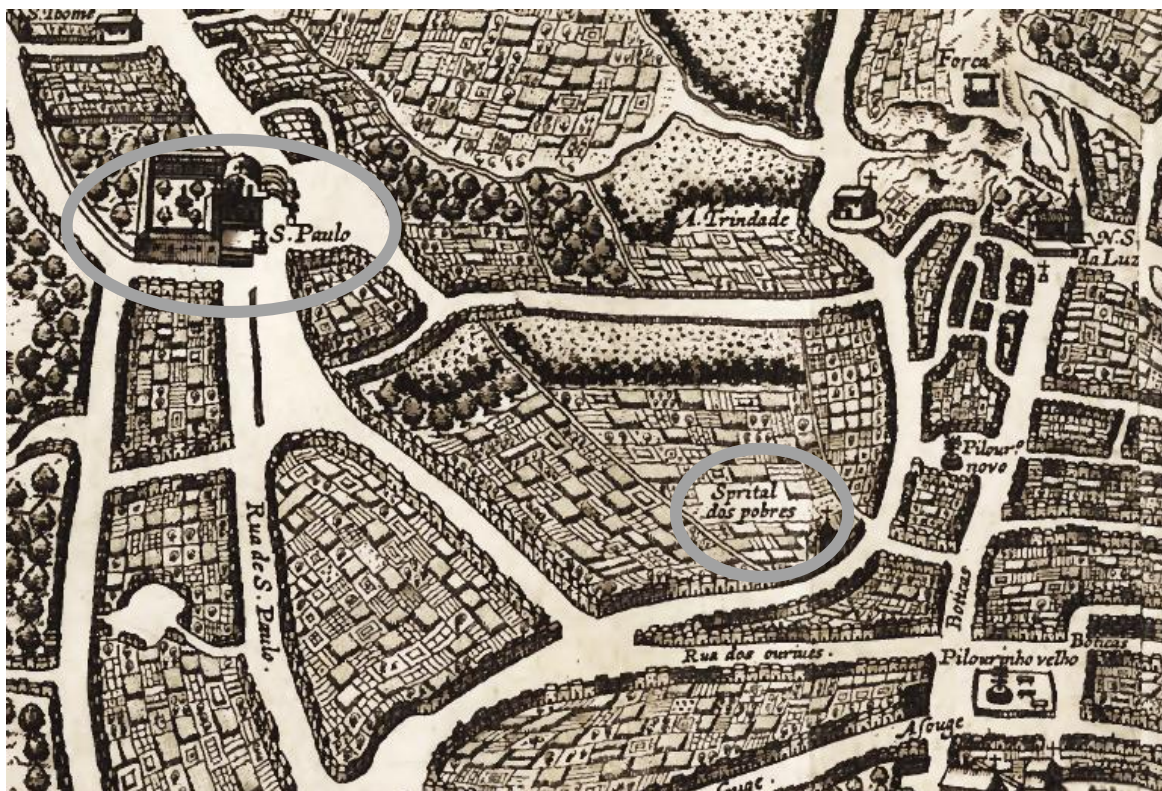 S. Thome
Forca
S. Paulo
A. Trindade
N. S.
da Luz
Pilour.º
novo
Sprital
dos pobres
Rua de S. Paulo.
Boticas
Boticas
Rua dos ouriues.
Pilourinho velho
Asouge